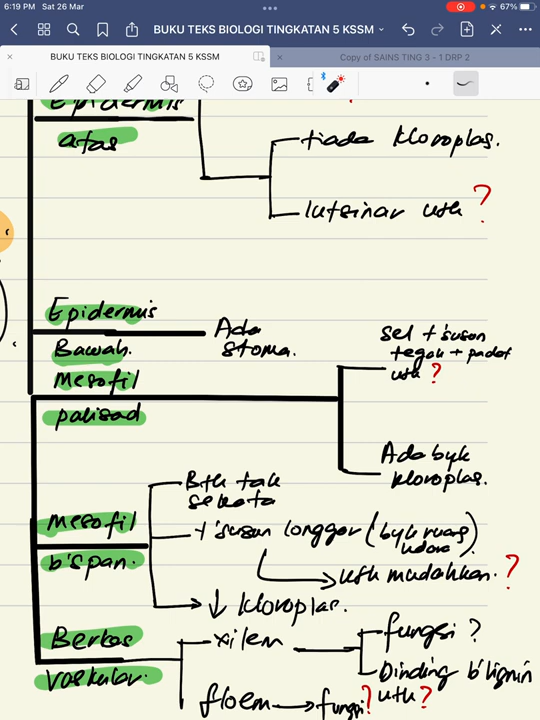 6:19 PM Sat 26 Mar
67%
BUKU TEKS BIOLOGI TINGKATAN 5 KSSM
BUKU TEKS BIOLOGI TINGKATAN 5 KSSM
Copy of SAINS TING 3 - 1 DRP 2
Epidermis
atas
tiada kloroplas.
lutsinar utk ?
Epidermis
Bawah.
Ada
stoma.
Mesofil
palisad
sel t'susun
tegak + padat
utk ?
Ada byk
kloroplas.
Mesofil
b'span.
Btk tak
sekata
t'susun longgar (byk ruang
udara)
utk mudahkan. ?
↓ kloroplas.
Berkas
vaskular.
xilem
fungsi ?
Dinding b'lignin
utk ?
floem → fungsi ?